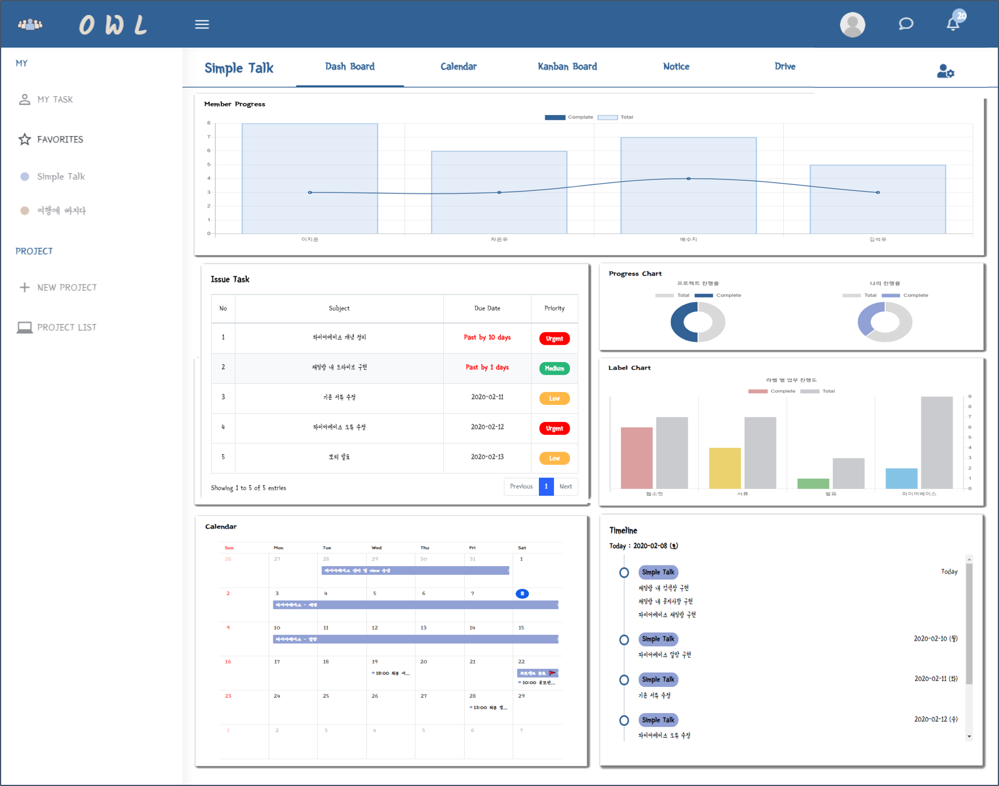 OWL
20
MY
MY TASK
FAVORITES
Simple Talk
여행에 빠지다
PROJECT
NEW PROJECT
PROJECT LIST
Simple Talk
Dash Board
Calendar
Kanban Board
Notice
Drive
Member Progress
Complate Total
8
7
6
5
4
3
2
1
0
이지은 차은우 배수지 김석우
Issue Task
No Subject Due Date Priority
1 파이어베이스 개념 정리 Past by 10 days Urgent
2 채팅방 내 드라이브 구현 Past by 1 days Medium
3 기존 서류 수정 2020-02-11 Low
4 파이어베이스 오류 수정 2020-02-12 Urgent
5 모의 발표 2020-02-13 Low
Showing 1 to 5 of 5 entries
Previous 1 Next
Progress Chart
프로젝트 진행률
Total Complete
나의 진행률
Total Complete
Label Chart
라벨 별 업무 진행도
Complete Total
9
8
7
6
5
4
3
2
1
0
웹소켓 서류 발표 파이어베이스
Calendar
Sun Mon Tue Wed Thu Fri Sat
26 27 28 29 30 31 1
파이어베이스 정리 및 view 수정
2 3 4 5 6 7 8
파이어베이스 - 채팅
9 10 11 12 13 14 15
파이어베이스 - 알람
16 17 18 19 20 21 22
18:00 최종 서...
프로젝트 종료
10:00 공모전...
23 24 25 26 27 28 29
13:00 최종 결...
1 2 3 4 5 6 7
Timeline
Today : 2020-02-08 (토)
Simple Talk Today
채팅방 내 검색창 구현
채팅방 내 공지사항 구현
파이어베이스 채팅방 구현
Simple Talk 2020-02-10 (월)
파이어베이스 알람 구현
Simple Talk 2020-02-11 (화)
기존 서류 수정
Simple Talk 2020-02-12 (수)
파이어베이스 오류 수정